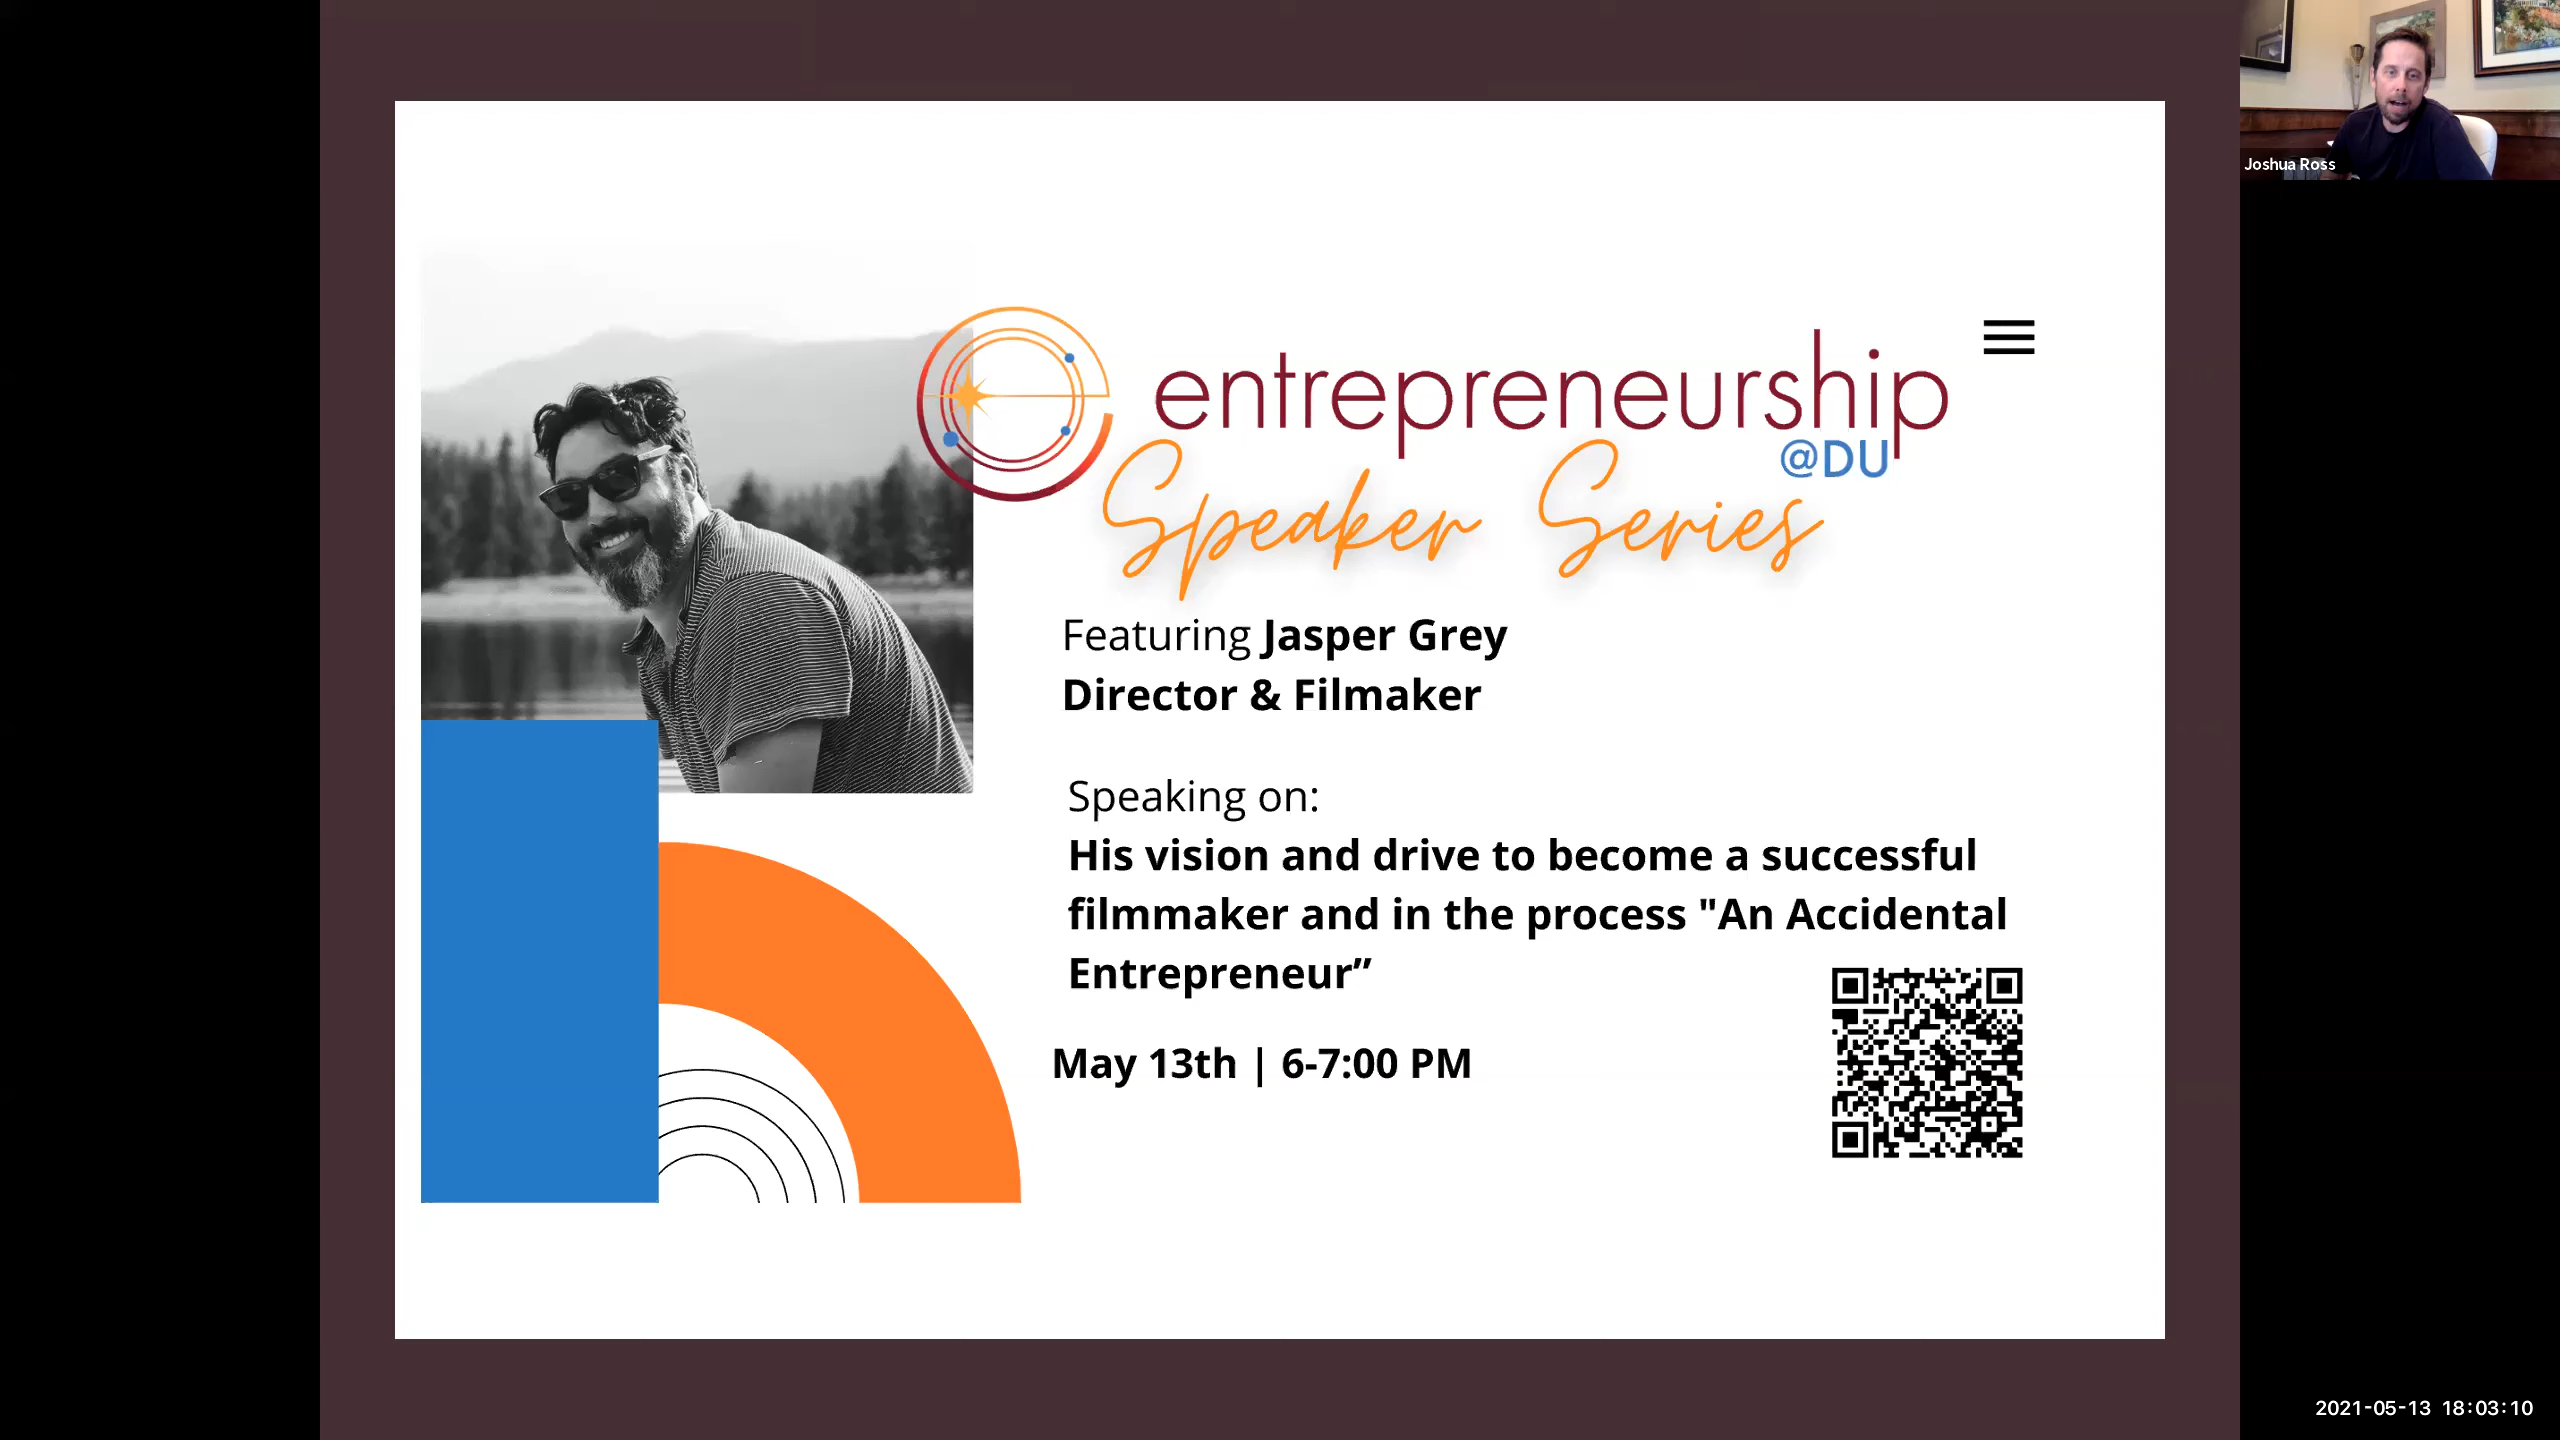 Joshua Ross
entrepreneurship
@DU
Speaker Series
Featuring Jasper Grey
Director & Filmaker
Speaking on:
His vision and drive to become a successful
filmmaker and in the process "An Accidental
Entrepreneur”
May 13th | 6-7:00 PM
2021-05-13 18:03:10